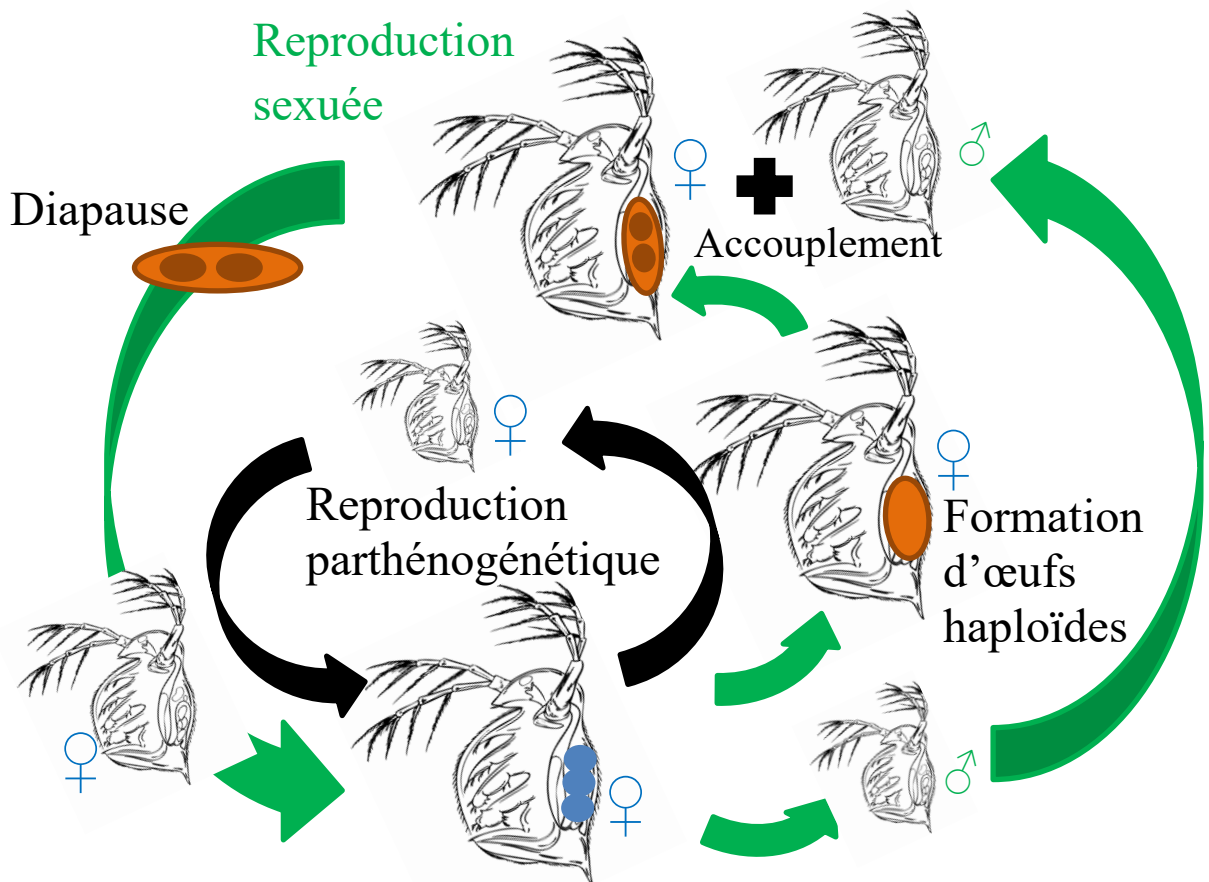 Reproduction
sexuée
Diapause
Accouplement
Reproduction
parthénogénétique
Formation
d’œufs
haploïdes